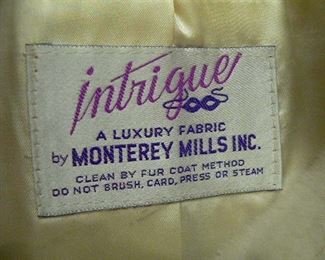 intrigue
A LUXURY FABRIC
by MONTEREY MILLS INC.
CLEAN BY FUR COAT METHOD
DO NOT BRUSH, CARD, PRESS OR STEAM